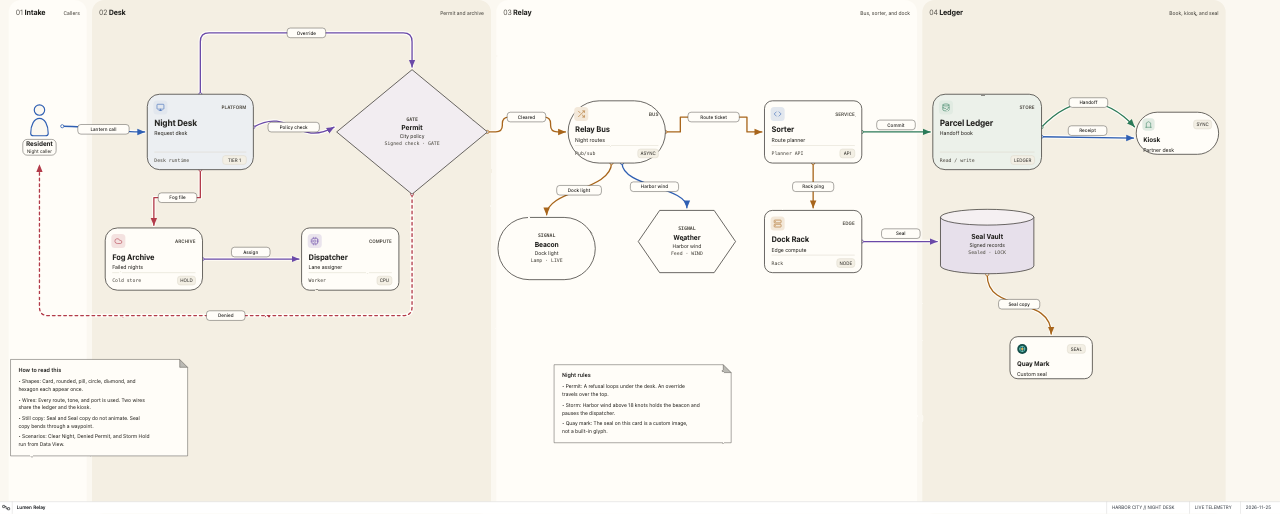 01 Intake
Callers
02 Desk
Permit and archive
03 Relay
Bus, sorter, and dock
04 Ledger
Book, kiosk, and seal
Override
Resident
Night caller
Lantern call
PLATFORM
Night Desk
Request desk
Desk runtime
TIER 1
Policy check
GATE
Permit
City policy
Signed check · GATE
Cleared
BUS
Relay Bus
Night routes
Pub/sub
ASYNC
Route ticket
SERVICE
Sorter
Route planner
Planner API
API
Commit
STORE
Parcel Ledger
Handoff book
Read / write
LEDGER
Handoff
Receipt
SYNC
Kiosk
Partner desk
Fog file
Dock light
Harbor wind
Rack ping
ARCHIVE
Fog Archive
Failed nights
Cold store
HOLD
Assign
COMPUTE
Dispatcher
Lane assigner
Worker
CPU
SIGNAL
Beacon
Dock light
Lamp · LIVE
SIGNAL
Weather
Harbor wind
Feed · WIND
EDGE
Dock Rack
Edge compute
Rack
NODE
Seal
Seal Vault
Signed records
Sealed · LOCK
Denied
Seal copy
SEAL
Quay Mark
Custom seal
How to read this
• Shapes: Card, rounded, pill, circle, diamond, and
hexagon each appear once.
• Wires: Every route, tone, and port is used. Two wires
share the ledger and the kiosk.
• Still copy: Seal and Seal copy do not animate. Seal
copy bends through a waypoint.
• Scenarios: Clear Night, Denied Permit, and Storm Hold
run from Data View.
Night rules
• Permit: A refusal loops under the desk. An override
travels over the top.
• Storm: Harbor wind above 18 knots holds the beacon and
pauses the dispatcher.
• Quay mark: The seal on this card is a custom image,
not a built-in glyph.
Lumen Relay
HARBOR CITY // NIGHT DESK
LIVE TELEMETRY
2026-11-25